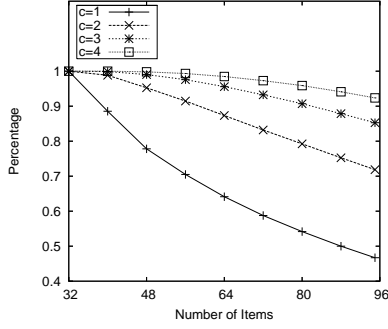 c=1
c=2
c=3
c=4
1
0.9
0.8
0.7
0.6
0.5
0.4
Percentage
32
48
64
80
96
Number of Items